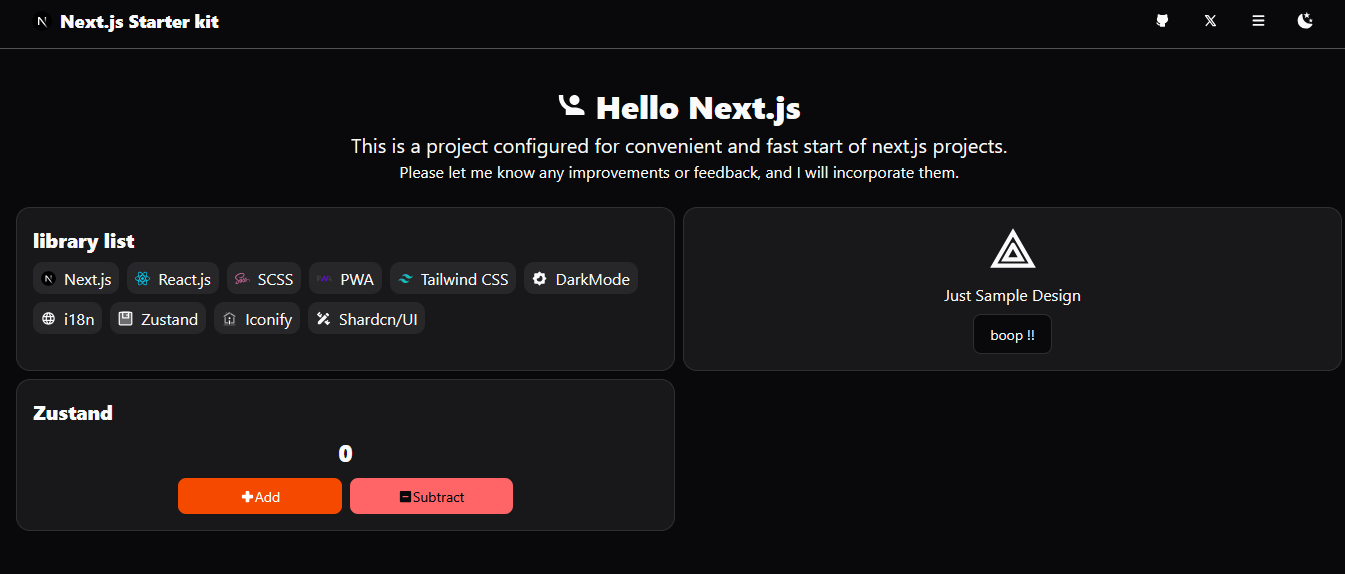 Next.js Starter kit
Hello Next.js
This is a project configured for convenient and fast start of next.js projects.
Please let me know any improvements or feedback, and I will incorporate them.
library list
Next.js React.js SCSS PWA Tailwind CSS DarkMode
i18n Zustand Iconify Shardcn/UI
Just Sample Design
boop !!
Zustand
0
Add Subtract